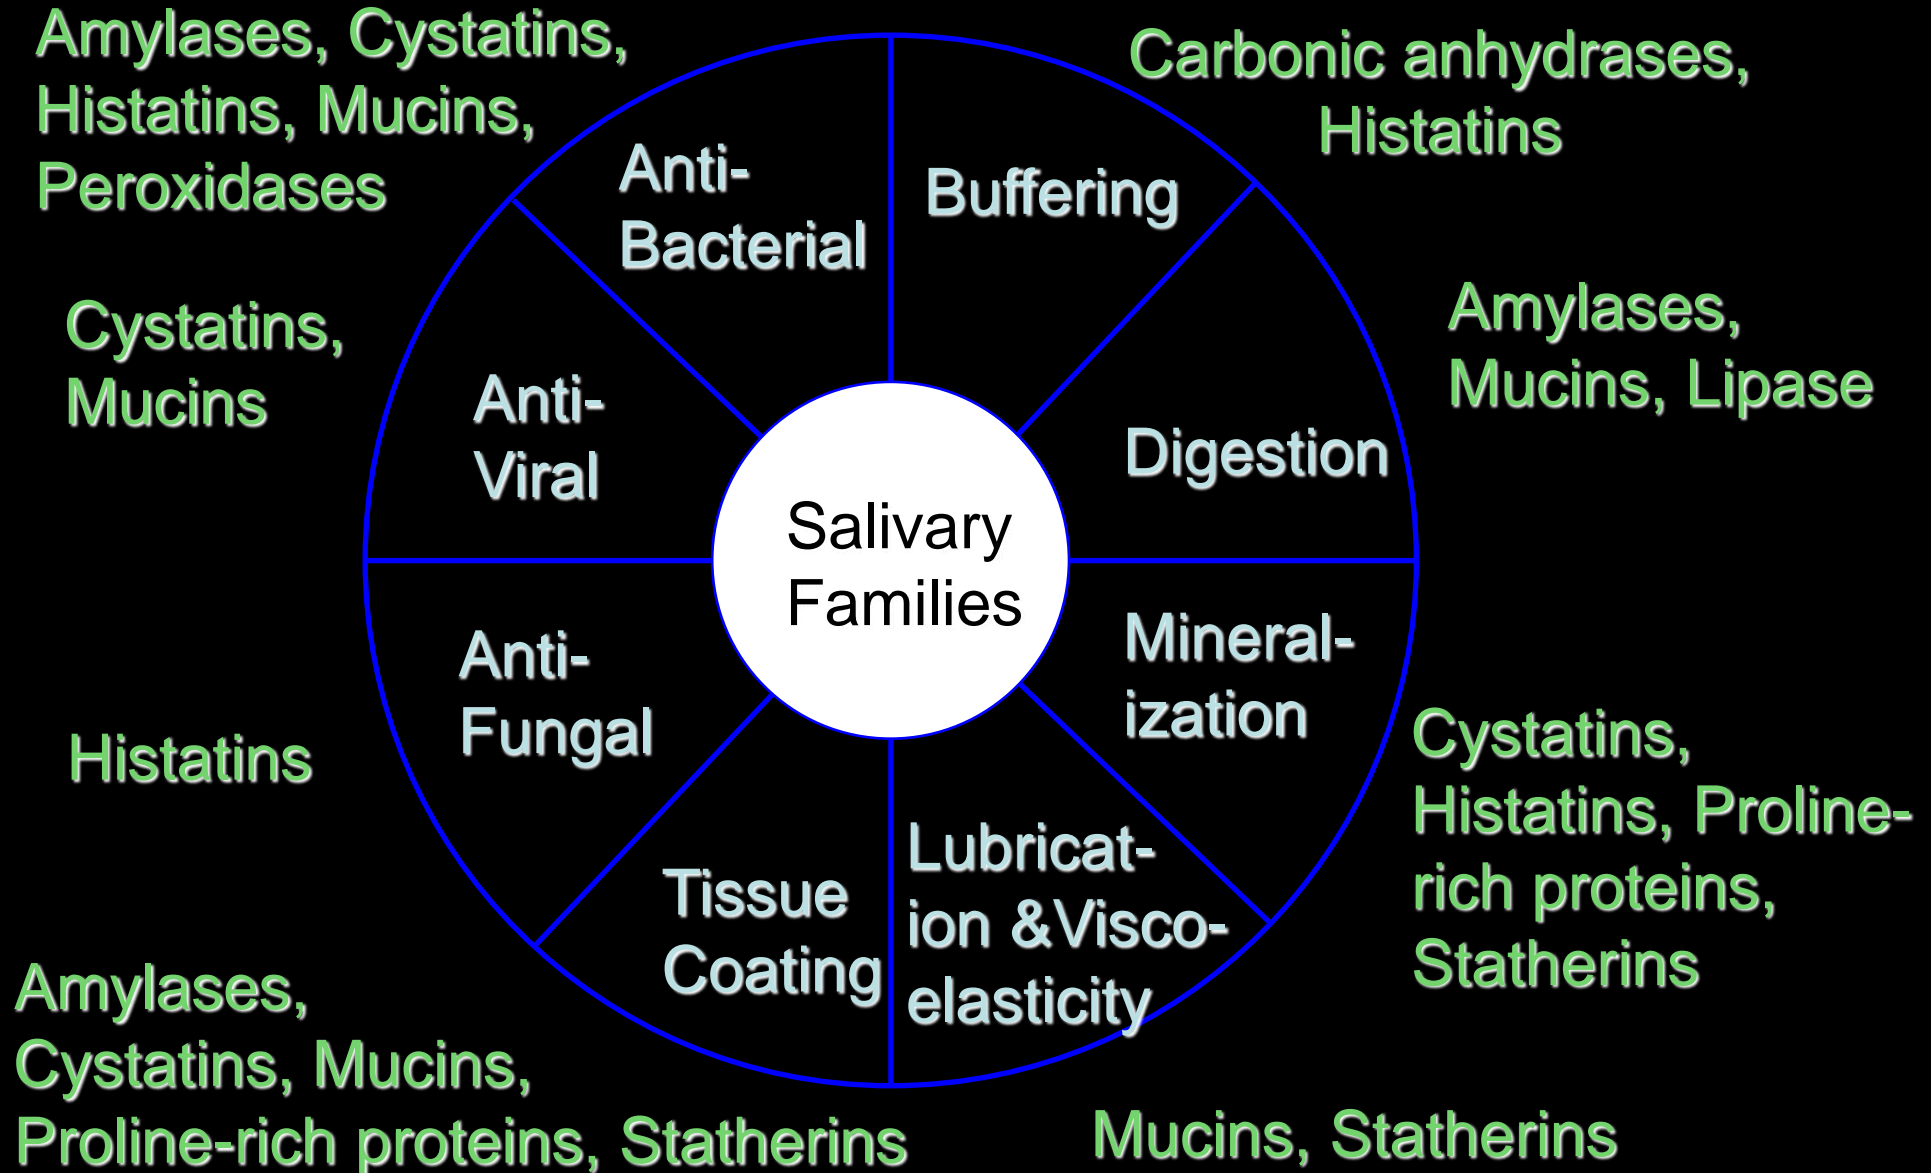 Amylases, Cystatins,
Histatins, Mucins,
Peroxidases
Carbonic anhydrases,
Histatins
Anti-
Bacterial
Buffering
Cystatins,
Mucins
Amylases,
Mucins, Lipase
Anti-
Viral
Digestion
Salivary
Families
Anti-
Fungal
Mineral-
ization
Histatins
Cystatins,
Histatins, Proline-
rich proteins,
Statherins
Tissue
Coating
Lubricat-
ion &Visco-
elasticity
Amylases,
Cystatins, Mucins,
Proline-rich proteins, Statherins
Mucins, Statherins